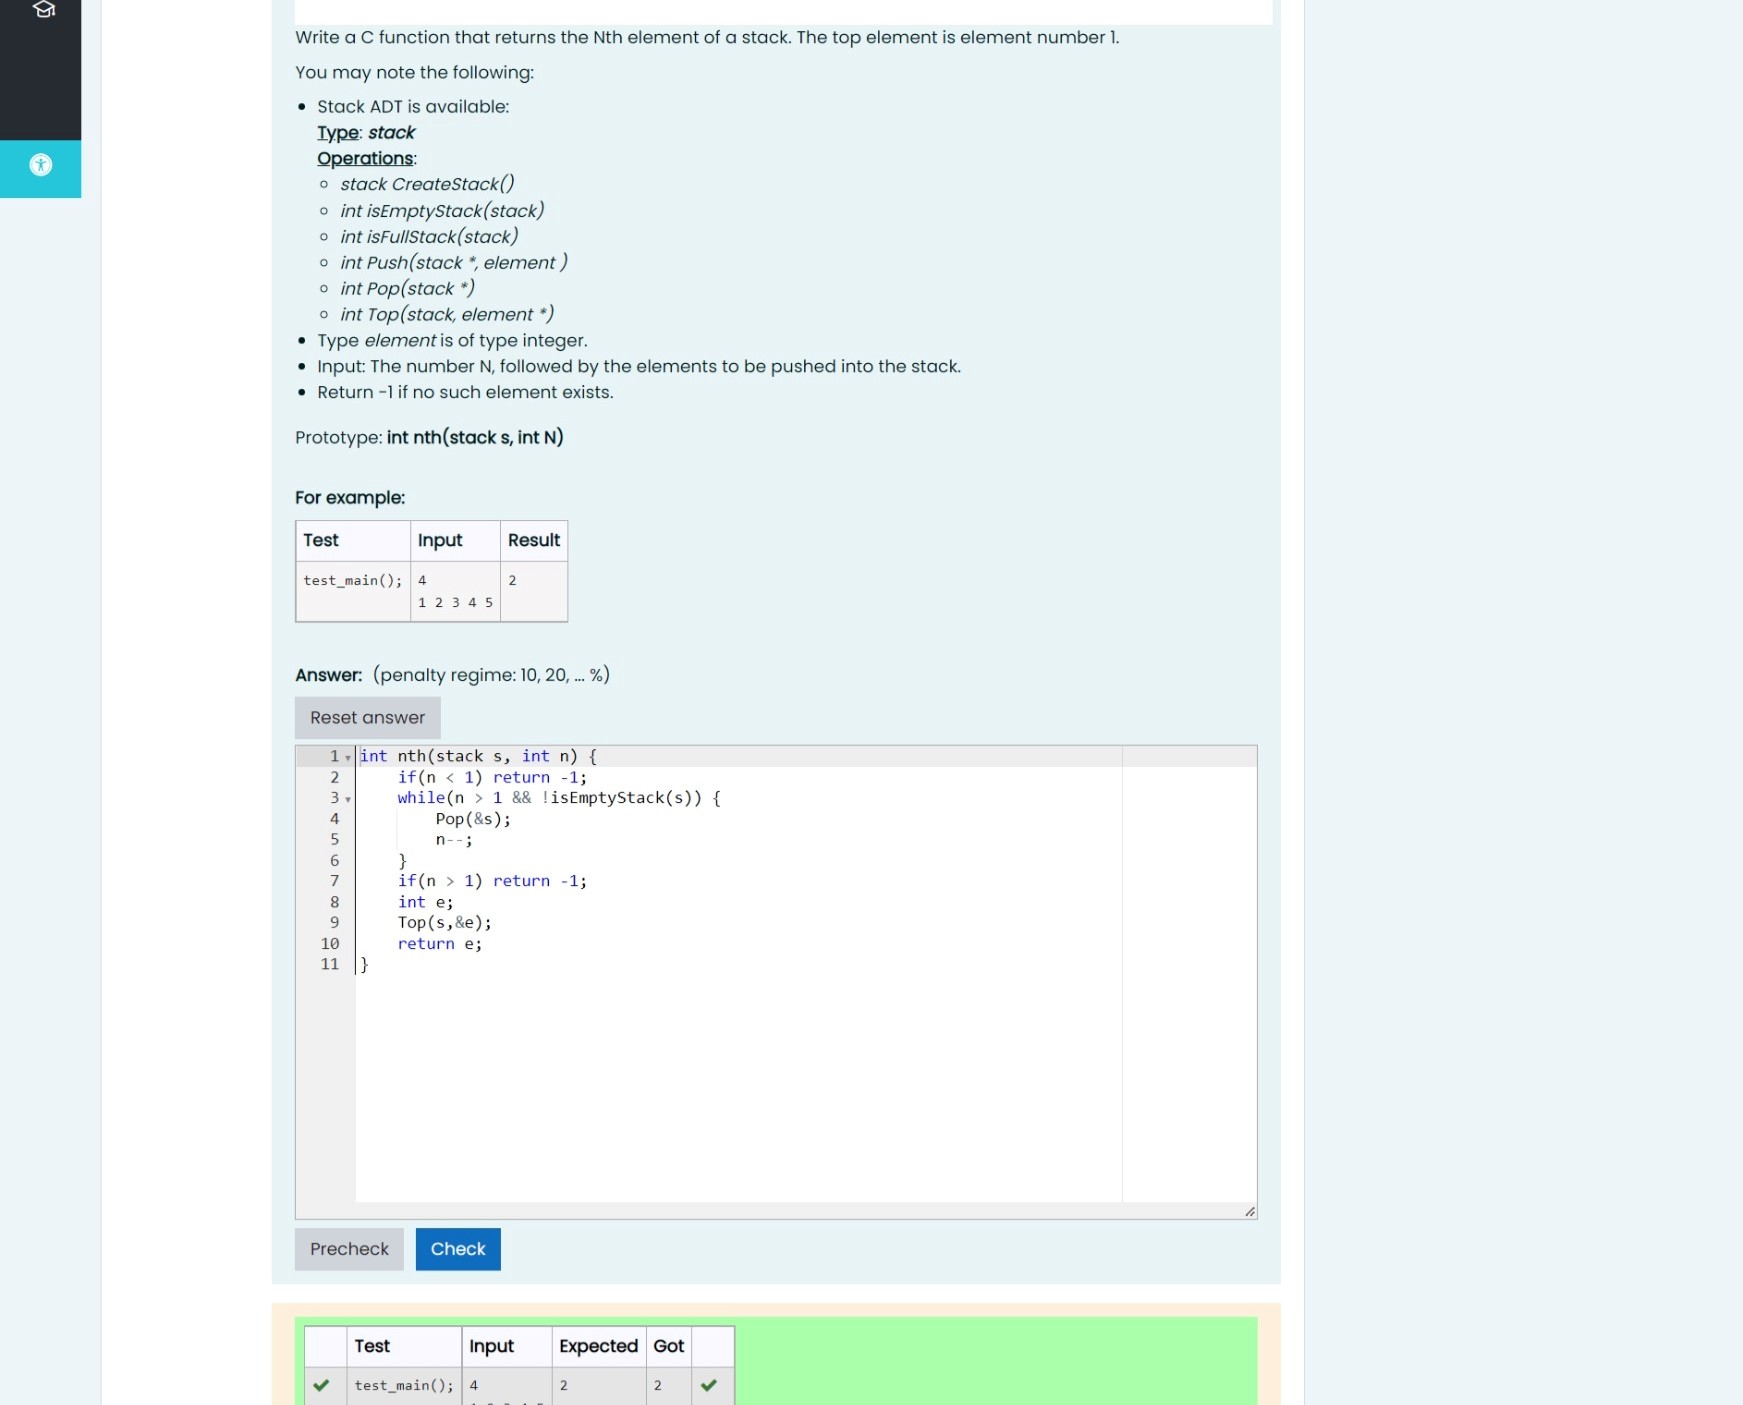 Write a C function that returns the Nth element of a stack. The top element is element number 1.
You may note the following:
• Stack ADT is available:
Type: stack
Operations:
◦ stack CreateStack()
◦ int isEmptyStack(stack)
◦ int isFullStack(stack)
◦ int Push(stack *, element )
◦ int Pop(stack *)
◦ int Top(stack, element *)
• Type element is of type integer.
• Input: The number N, followed by the elements to be pushed into the stack.
• Return -1 if no such element exists.
Prototype: int nth(stack s, int N)
For example:
Test Input Result
test_main(); 4 2
1 2 3 4 5
Answer: (penalty regime: 10, 20, ... %)
Reset answer
1 int nth(stack s, int n) {
2     if(n < 1) return -1;
3     while(n > 1 && !isEmptyStack(s)) {
4         Pop(&s);
5         n--;
6     }
7     if(n > 1) return -1;
8     int e;
9     Top(s,&e);
10     return e;
11 }
Precheck Check
Test Input Expected Got
test_main(); 4 2 2